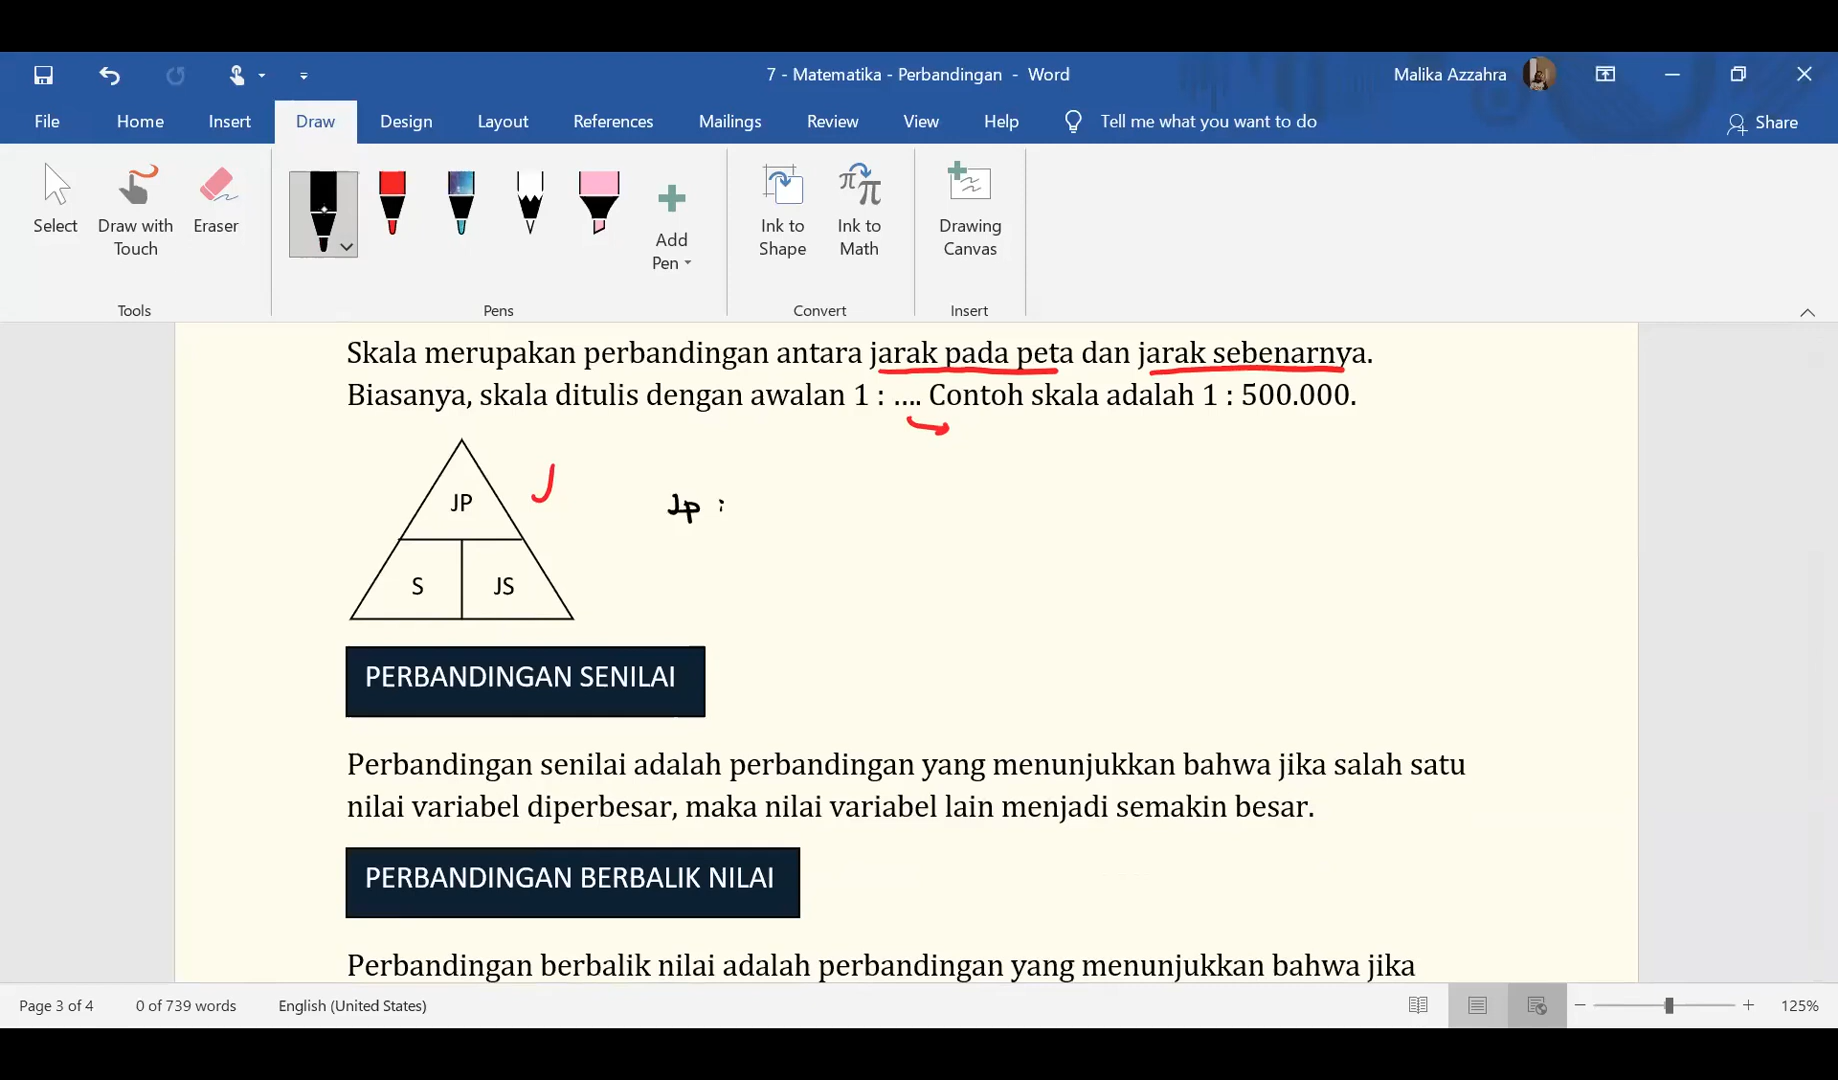 7 - Matematika - Perbandingan - Word
Malika Azzahra
File Home Insert Draw Design Layout References Mailings Review View Help Tell me what you want to do Share
Select
Draw with Touch
Eraser
Add Pen
Ink to Shape
Ink to Math
Drawing Canvas
Tools Pens Convert Insert
Skala merupakan perbandingan antara jarak pada peta dan jarak sebenarnya.
Biasanya, skala ditulis dengan awalan 1 : .... Contoh skala adalah 1 : 500.000.
JP
J
Jp :
S JS
PERBANDINGAN SENILAI
Perbandingan senilai adalah perbandingan yang menunjukkan bahwa jika salah satu
nilai variabel diperbesar, maka nilai variabel lain menjadi semakin besar.
PERBANDINGAN BERBALIK NILAI
Perbandingan berbalik nilai adalah perbandingan yang menunjukkan bahwa jika
Page 3 of 4 0 of 739 words English (United States) 125%